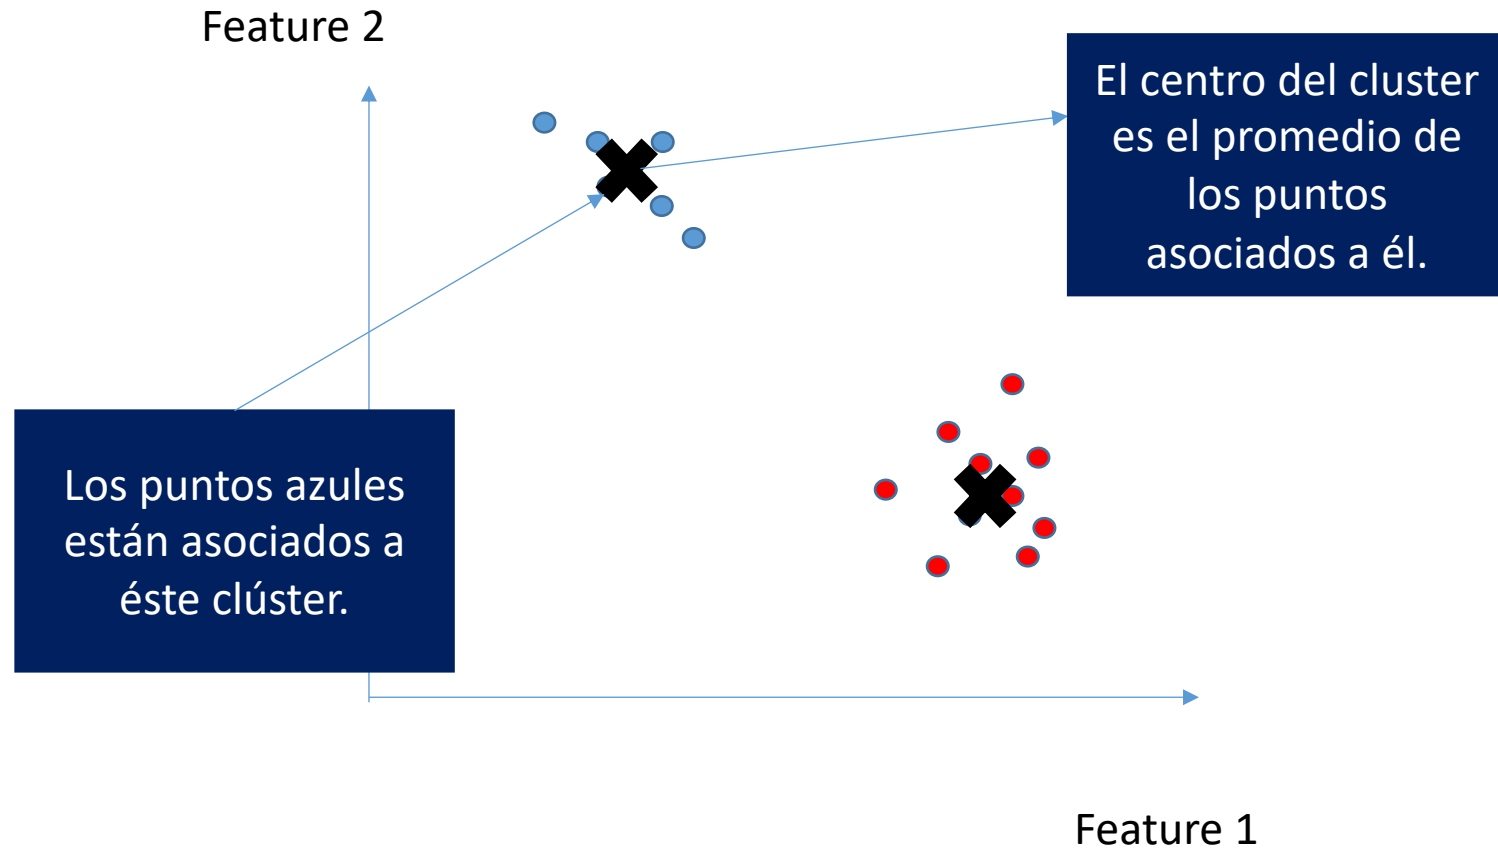 Feature 2
El centro del cluster
es el promedio de
los puntos
asociados a él.
Los puntos azules
están asociados a
éste clúster.
Feature 1